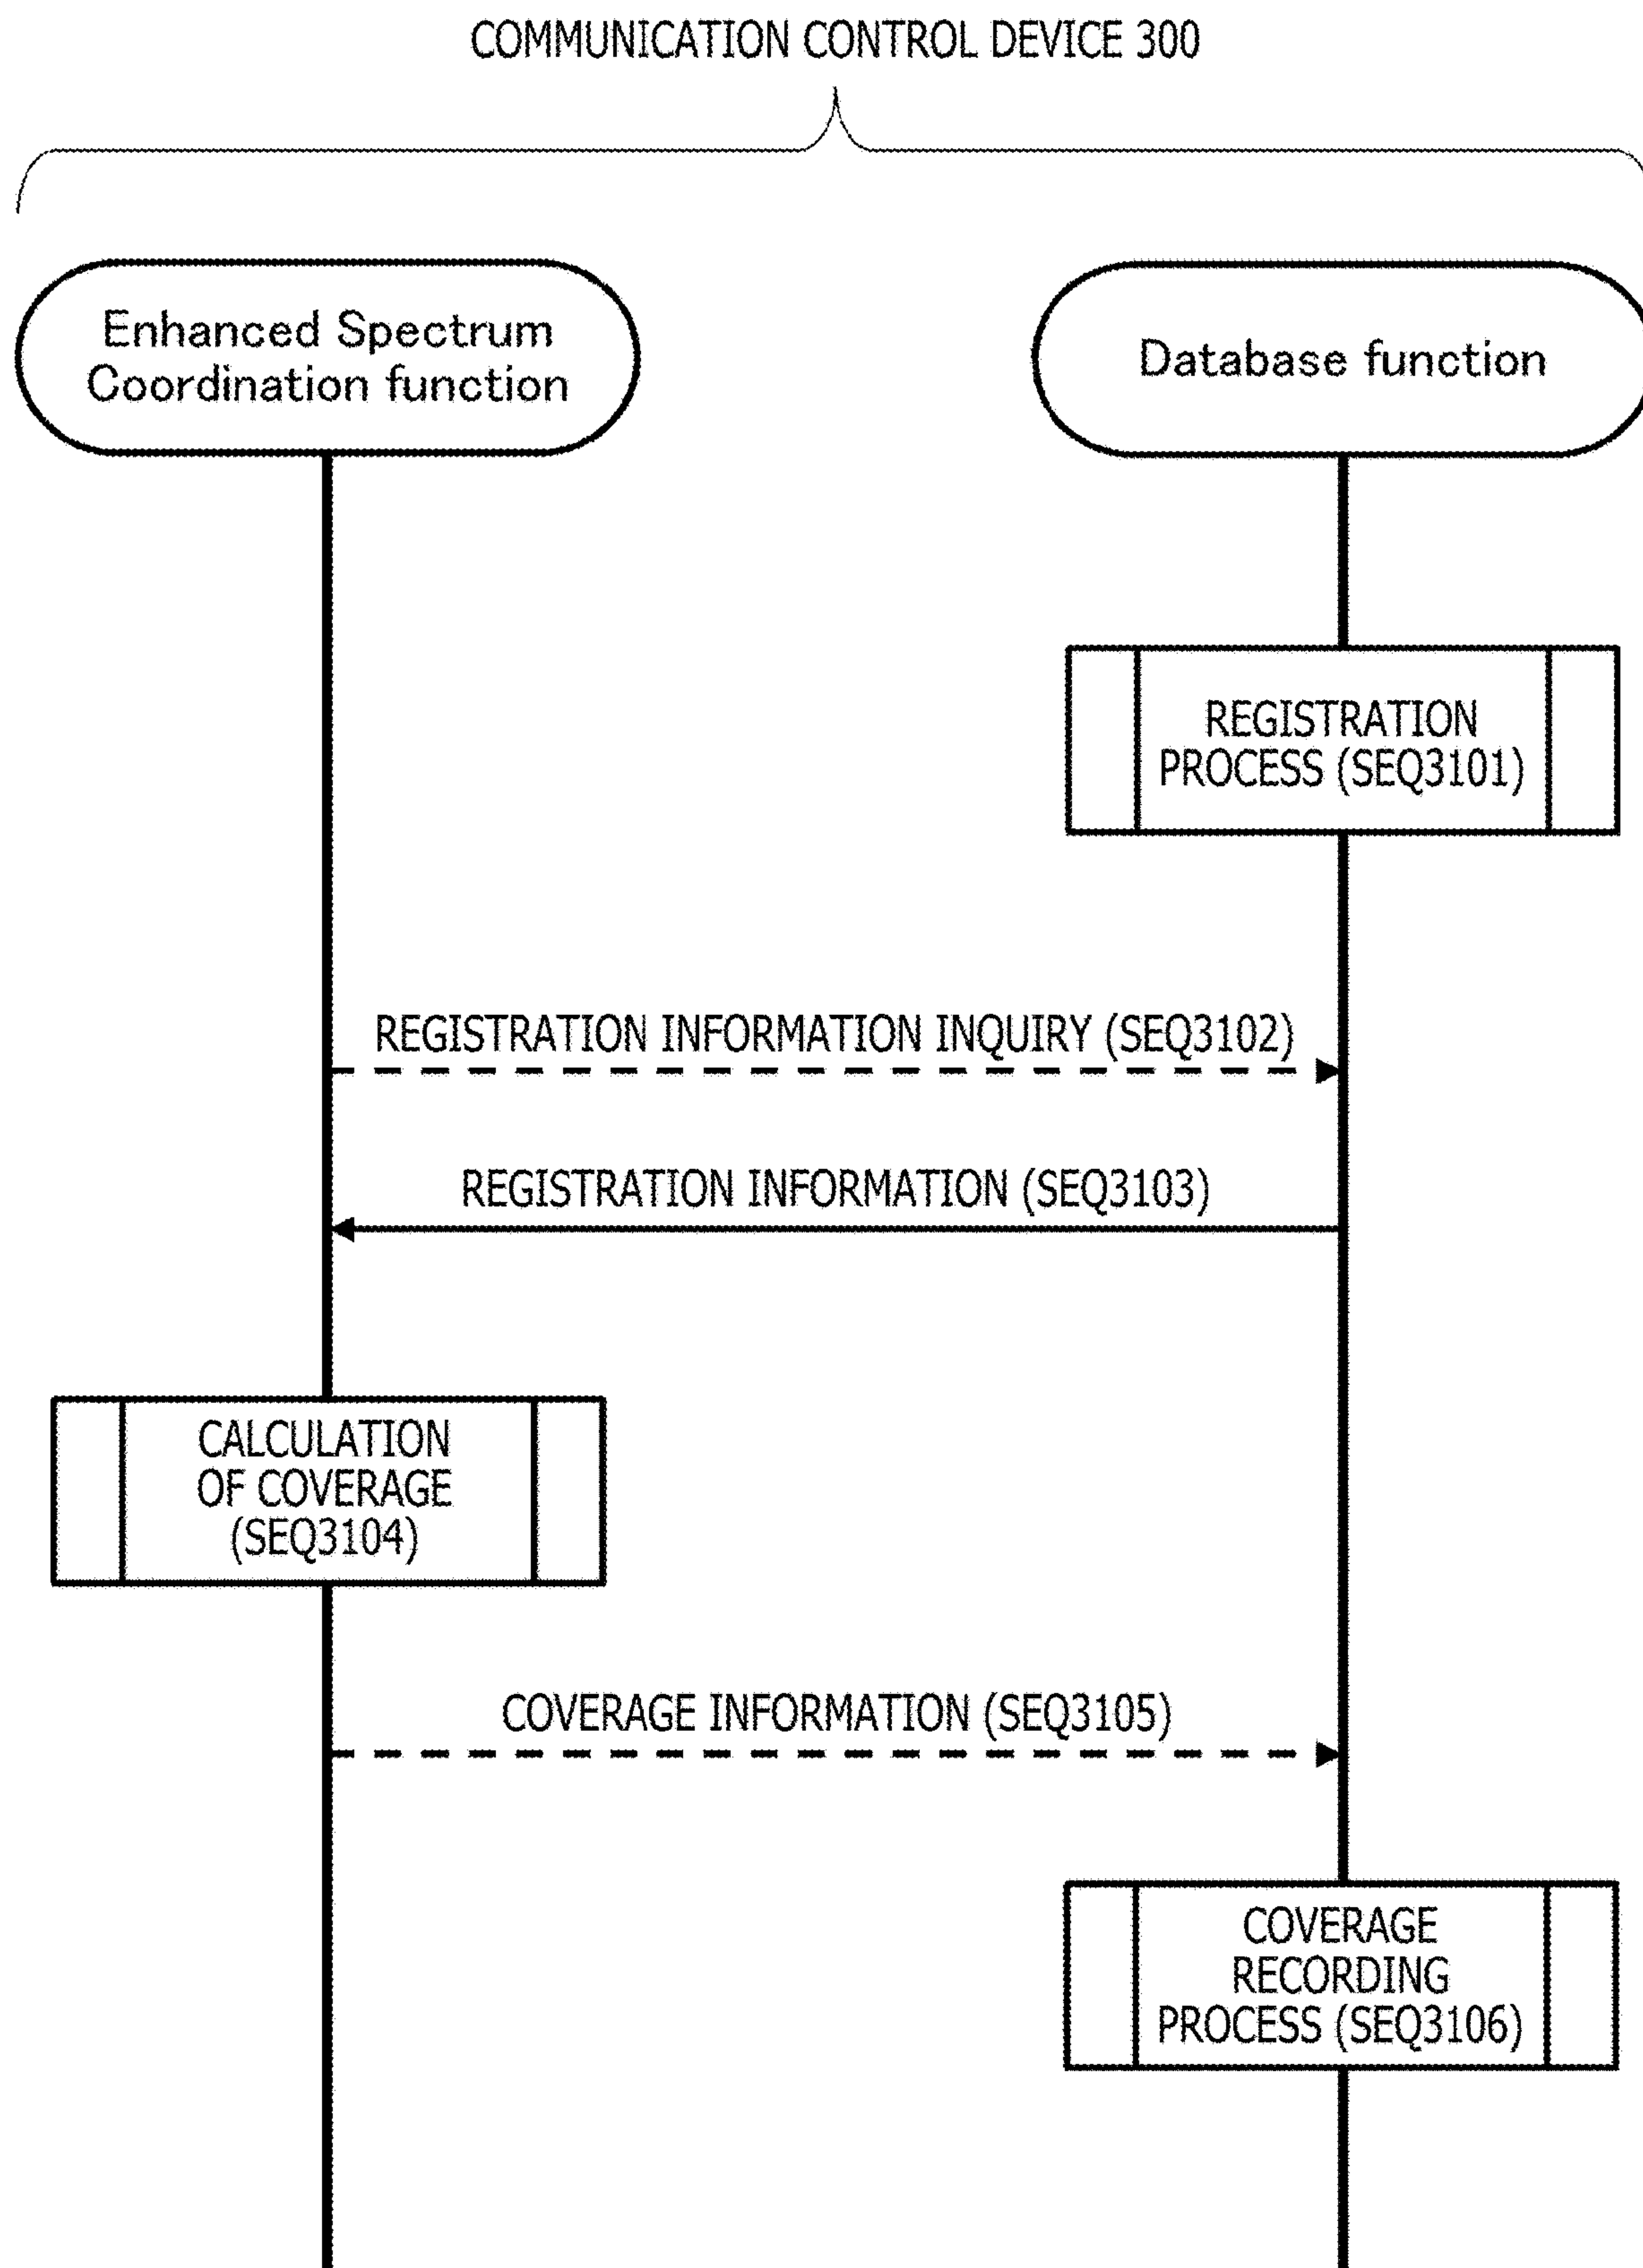 COMMUNICATION CONTROL DEVICE 300
Enhanced Spectrum
Coordination function
Database function
REGISTRATION
PROCESS (SEQ3101)
REGISTRATION INFORMATION INQUIRY (SEQ3102)
REGISTRATION INFORMATION (SEQ3103)
CALCULATION
OF COVERAGE
(SEQ3104)
COVERAGE INFORMATION (SEQ3105)
COVERAGE
RECORDING
PROCESS (SEQ3106)